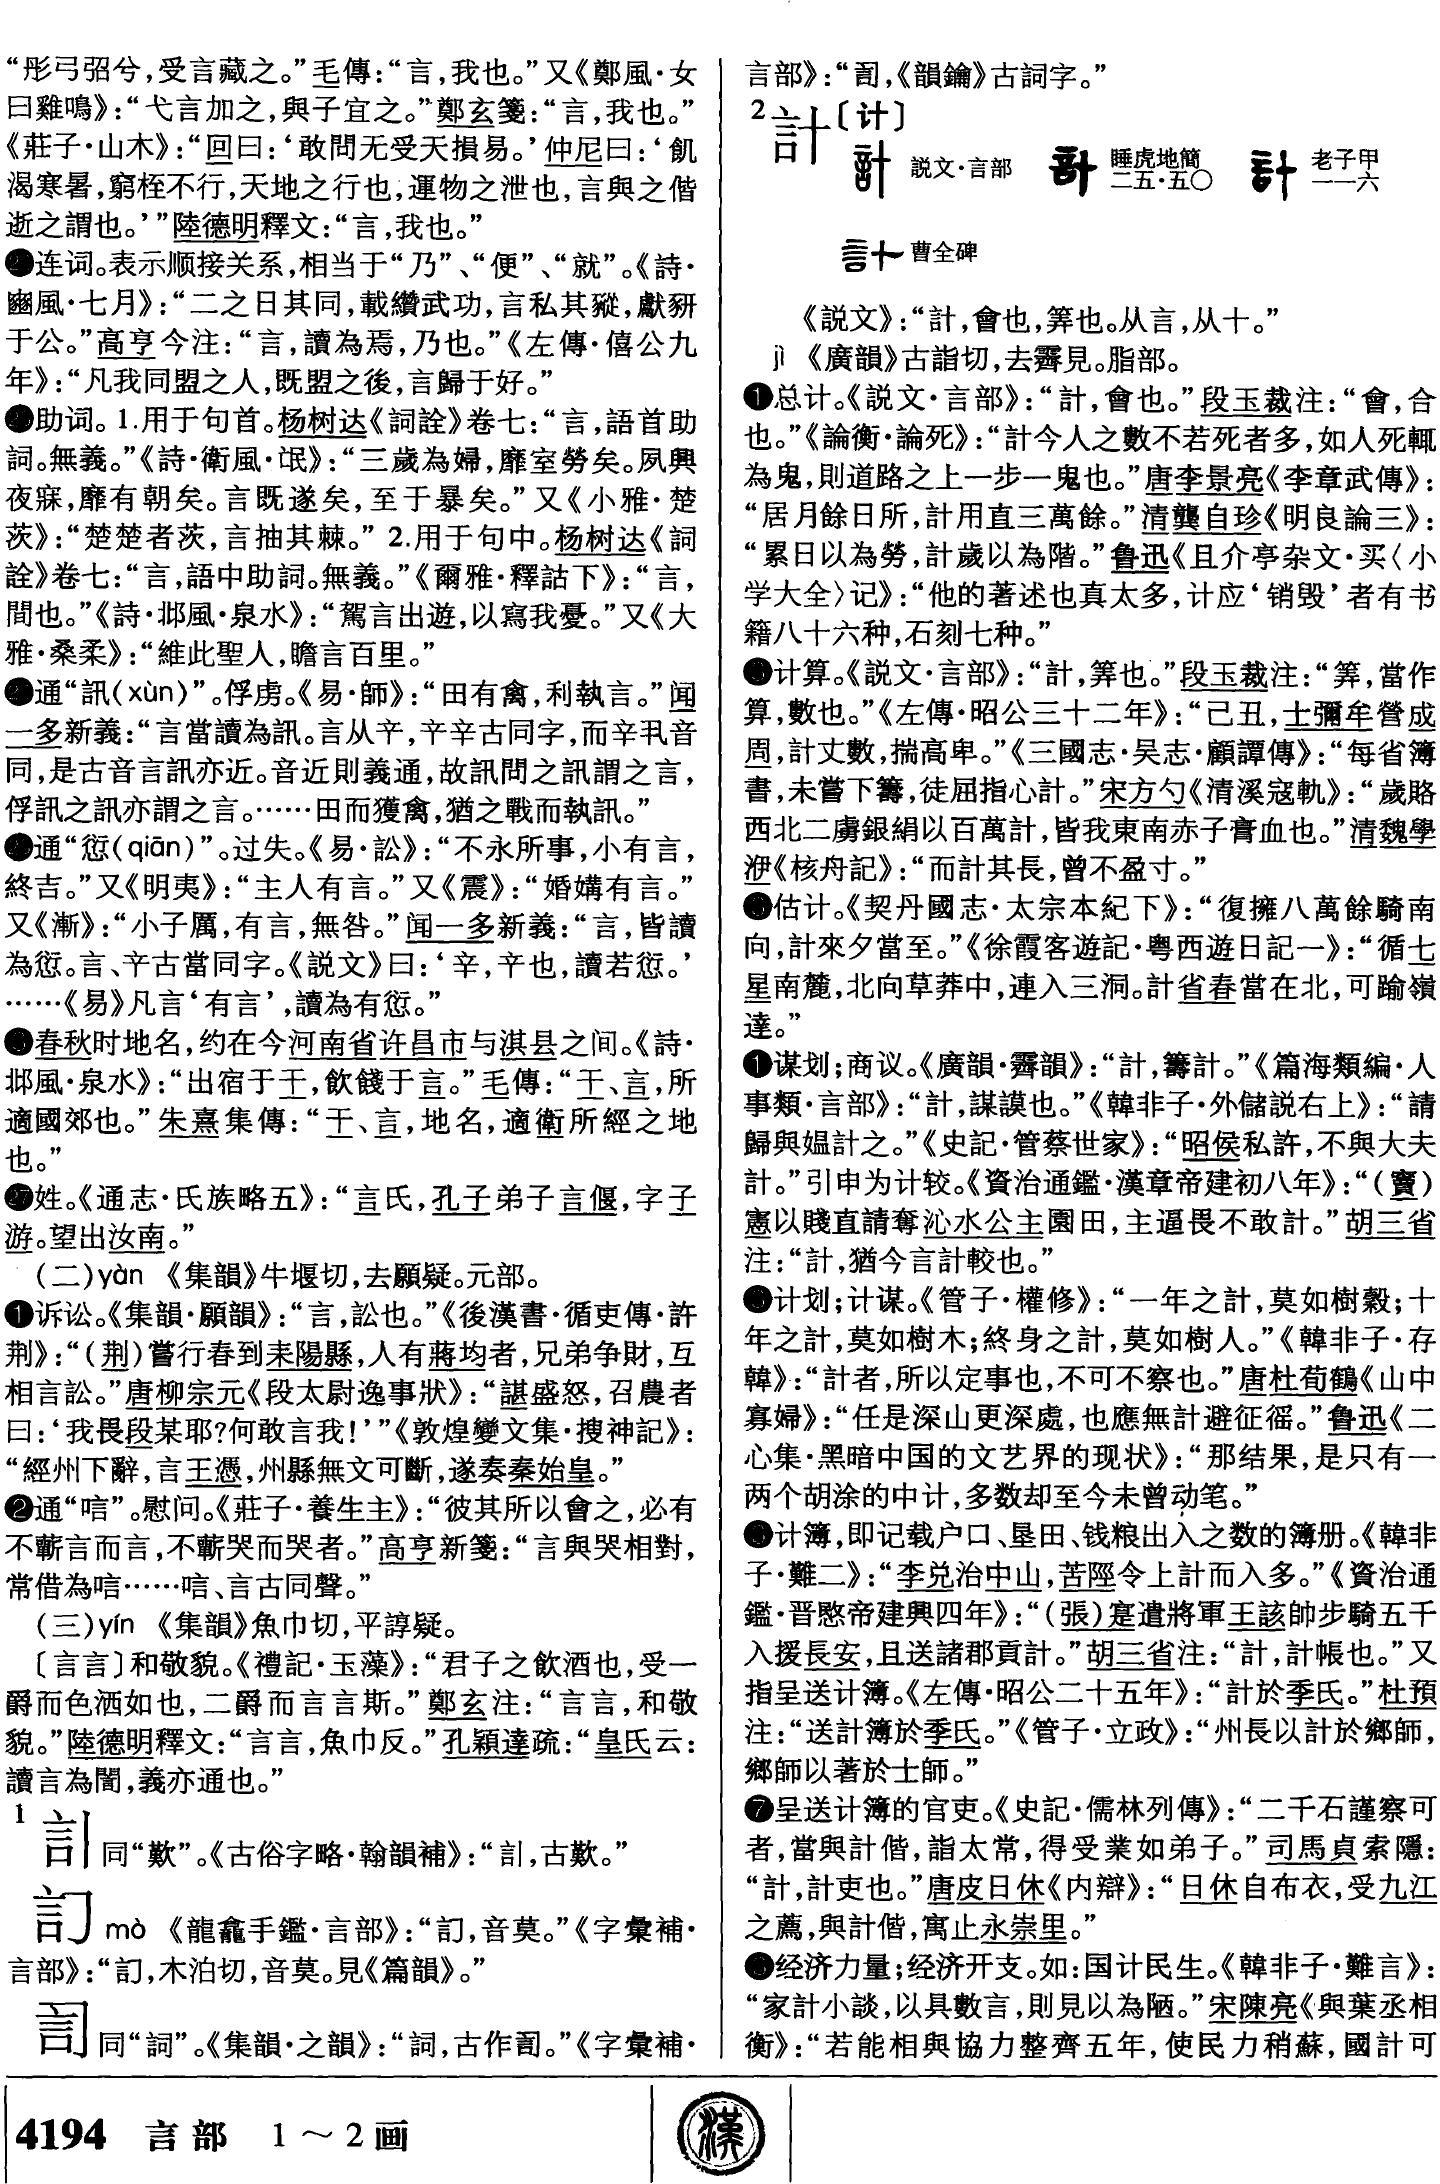 “彤弓弨兮，受言藏之。”毛傳：“言，我也。”又《鄭風·女
曰雞鳴》：“弋言加之，與子宜之。”鄭玄箋：“言，我也。”
《莊子·山木》：“回曰：‘敢問无受天損易。’仲尼曰：‘飢
渴寒暑，窮桎不行，天地之行也，運物之泄也，言與之偕
逝之謂也。’”陸德明釋文：“言，我也。”
连词。表示顺接关系，相当于“乃”、“便”、“就”。《詩·
豳風·七月》：“二之日其同，載纘武功，言私其豵，獻豜
于公。”高亨今注：“言，讀為焉，乃也。”《左傳·僖公九
年》：“凡我同盟之人，既盟之後，言歸于好。”
助词。1.用于句首。杨树达《詞詮》卷七：“言，語首助
詞。無義。”《詩·衛風·氓》：“三歲為婦，靡室勞矣。夙興
夜寐，靡有朝矣。言既遂矣，至于暴矣。”又《小雅·楚
茨》：“楚楚者茨，言抽其棘。”2.用于句中。杨树达《詞
詮》卷七：“言，語中助詞。無義。”《爾雅·釋詁下》：“言，
間也。”《詩·邶風·泉水》：“駕言出遊，以寫我憂。”又《大
雅·桑柔》：“維此聖人，瞻言百里。”
通“訊(xùn)”。俘虏。《易·師》：“田有禽，利執言。”闻
一多新義：“言當讀為訊。言从䇂，䇂辛古同字，而辛卂音
同，是古音言訊亦近。音近則義通，故訊問之訊謂之言，
俘訊之訊亦謂之言。……田而獲禽，猶之戰而執訊。”
通“愆(qiān)”。过失。《易·訟》：“不永所事，小有言，
終吉。”又《明夷》：“主人有言。”又《震》：“婚媾有言。”
又《漸》：“小子厲，有言，無咎。”闻一多新義：“言，皆讀
為愆。言、䇂古當同字。《説文》曰：‘䇂，辠也，讀若愆。’
……《易》凡言‘有言’，讀為有愆。”
春秋时地名，约在今河南省许昌市与淇县之间。《詩·
邶風·泉水》：“出宿于干，飲餞于言。”毛傳：“干、言，所
適國郊也。”朱熹集傳：“干、言，地名，適衛所經之地
也。”
姓。《通志·氏族略五》：“言氏，孔子弟子言偃，字子
游。望出汝南。”
（二）yàn 《集韻》牛堰切，去願疑。元部。
❶诉讼。《集韻·願韻》：“言，訟也。”《後漢書·循吏傳·許
荆》：“（荆）嘗行春到耒陽縣，人有蔣均者，兄弟争財，互
相言訟。”唐柳宗元《段太尉逸事狀》：“諶盛怒，召農者
曰：‘我畏段某耶?何敢言我！’”《敦煌變文集·搜神記》：
“經州下辭，言王憑，州縣無文可斷，遂奏秦始皇。”
❷通“唁”。慰问。《莊子·養生主》：“彼其所以會之，必有
不蘄言而言，不蘄哭而哭者。”高亨新箋：“言與哭相對，
常借為唁……唁、言古同聲。”
（三）yín 《集韻》魚巾切，平諄疑。
〔言言〕和敬貌。《禮記·玉藻》：“君子之飲酒也，受一
爵而色洒如也，二爵而言言斯。”鄭玄注：“言言，和敬
貌。”陸德明釋文：“言言，魚巾反。”孔穎達疏：“皇氏云：
讀言為誾，義亦通也。”
1
訁同“歎”。《古俗字略·翰韻補》：“，古歎。”
mò 《龍龕手鑑·言部》：“，音莫。”《字彙補·
言部》：“，木泊切，音莫。見《篇韻》。”
同“詞”。《集韻·之韻》：“詞，古作𤔲。”《字彙補·
言部》：“，《韻鑰》古詞字。”
2
計〔计〕
計 説文·言部 計 睡虎地簡二五·五〇 計 老子甲一一六
計 曹全碑
《説文》：“計，會也，筭也。从言，从十。”
jì 《廣韻》古詣切，去霽見。脂部。
❶总计。《説文·言部》：“計，會也。”段玉裁注：“會，合
也。”《論衡·論死》：“計今人之數不若死者多，如人死輒
為鬼，則道路之上一步一鬼也。”唐李景亮《李章武傳》：
“居月餘日所，計用直三萬餘。”清龔自珍《明良論三》：
“累日以為勞，計歲以為階。”鲁迅《且介亭杂文·买〈小
学大全〉记》：“他的著述也真太多，计应‘销毁’者有书
籍八十六种，石刻七种。”
计算。《説文·言部》：“計，筭也。”段玉裁注：“筭，當作
算，數也。”《左傳·昭公三十二年》：“己丑，士彌牟營成
周，計丈數，揣高卑。”《三國志·吴志·顧譚傳》：“每省簿
書，未嘗下籌，徒屈指心計。”宋方勺《清溪寇軌》：“歲賂
西北二虜銀絹以百萬計，皆我東南赤子膏血也。”清魏學
洢《核舟記》：“而計其長，曾不盈寸。”
估计。《契丹國志·太宗本紀下》：“復擁八萬餘騎南
向，計來夕當至。”《徐霞客遊記·粤西遊日記一》：“循七
星南麓，北向草莽中，連入三洞。計省春當在北，可踰嶺
達。”
谋划；商议。《廣韻·霽韻》：“計，籌計。”《篇海類編·人
事類·言部》：“計，謀謨也。”《韓非子·外儲説右上》：“請
歸與媪計之。”《史記·管蔡世家》：“昭侯私許，不與大夫
計。”引申为计较。《資治通鑑·漢章帝建初八年》：“（竇）
憲以賤直請奪沁水公主園田，主逼畏不敢計。”胡三省
注：“計，猶今言計較也。”
计划；计谋。《管子·權修》：“一年之計，莫如樹穀；十
年之計，莫如樹木；終身之計，莫如樹人。”《韓非子·存
韓》：“計者，所以定事也，不可不察也。”唐杜荀鶴《山中
寡婦》：“任是深山更深處，也應無計避征徭。”鲁迅《二
心集·黑暗中国的文艺界的现状》：“那结果，是只有一
两个胡涂的中计，多数却至今未曾动笔。”
计簿，即记载户口、垦田、钱粮出入之数的簿册。《韓非
子·難二》：“李兑治中山，苦陘令上計而入多。”《資治通
鑑·晋愍帝建興四年》：“（張）寔遣將軍王該帥步騎五千
入援長安，且送諸郡貢計。”胡三省注：“計，計帳也。”又
指呈送计簿。《左傳·昭公二十五年》：“計於季氏。”杜預
注：“送計簿於季氏。”《管子·立政》：“州長以計於鄉師，
鄉師以著於士師。”
❼呈送计簿的官吏。《史記·儒林列傳》：“二千石謹察可
者，當與計偕，詣太常，得受業如弟子。”司馬貞索隱：
“計，計吏也。”唐皮日休《内辯》：“日休自布衣，受九江
之薦，與計偕，寓止永崇里。”
经济力量；经济开支。如：国计民生。《韓非子·難言》：
“家計小談，以具數言，則見以為陋。”宋陳亮《與葉丞相
衡》：“若能相與協力整齊五年，使民力稍蘇，國計可
4194 言部 1～2画
漢